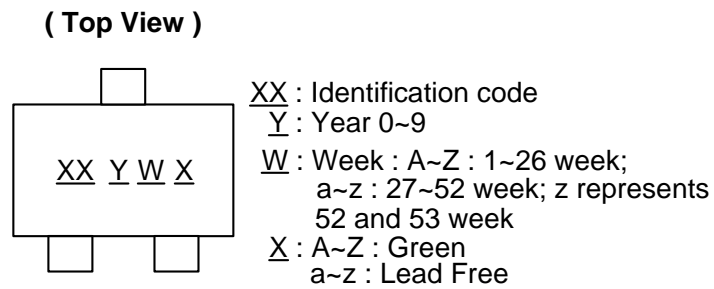 ( Top View )
XX Y W X
XX : Identification code
Y : Year 0~9
W : Week : A~Z : 1~26 week;
a~z : 27~52 week; z represents
52 and 53 week
X : A~Z : Green
a~z : Lead Free